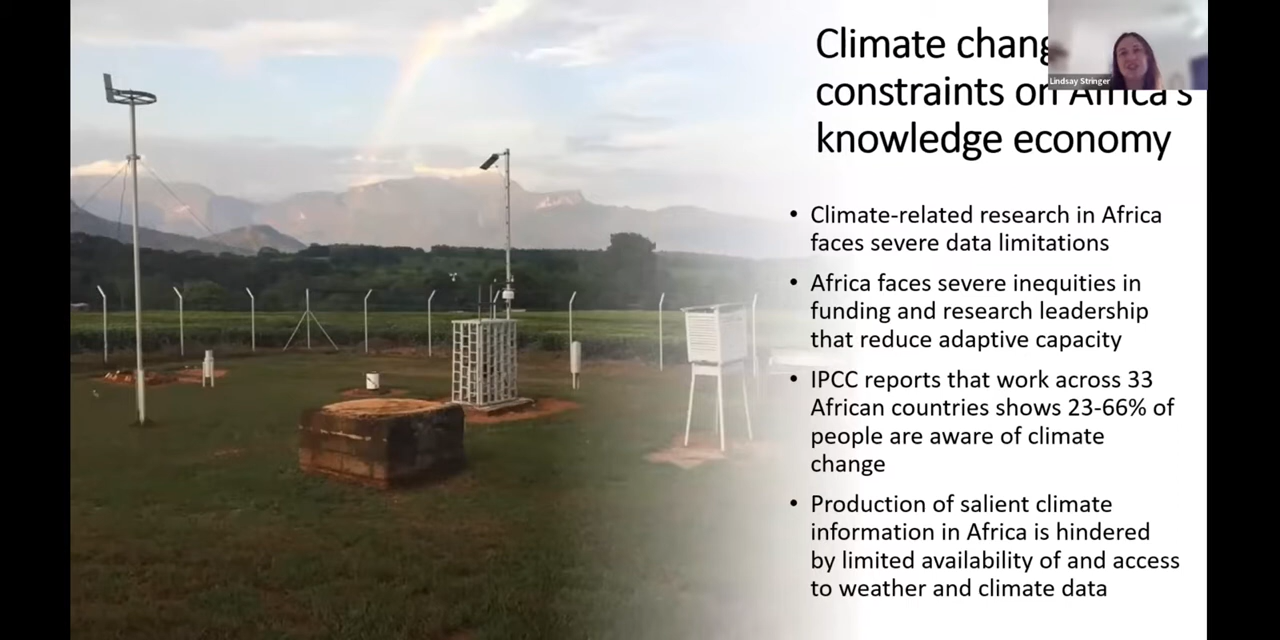 Climate chang
constraints on Africa's
knowledge economy
Lindsay Stringer
• Climate-related research in Africa
faces severe data limitations
• Africa faces severe inequities in
funding and research leadership
that reduce adaptive capacity
• IPCC reports that work across 33
African countries shows 23-66% of
people are aware of climate
change
• Production of salient climate
information in Africa is hindered
by limited availability of and access
to weather and climate data